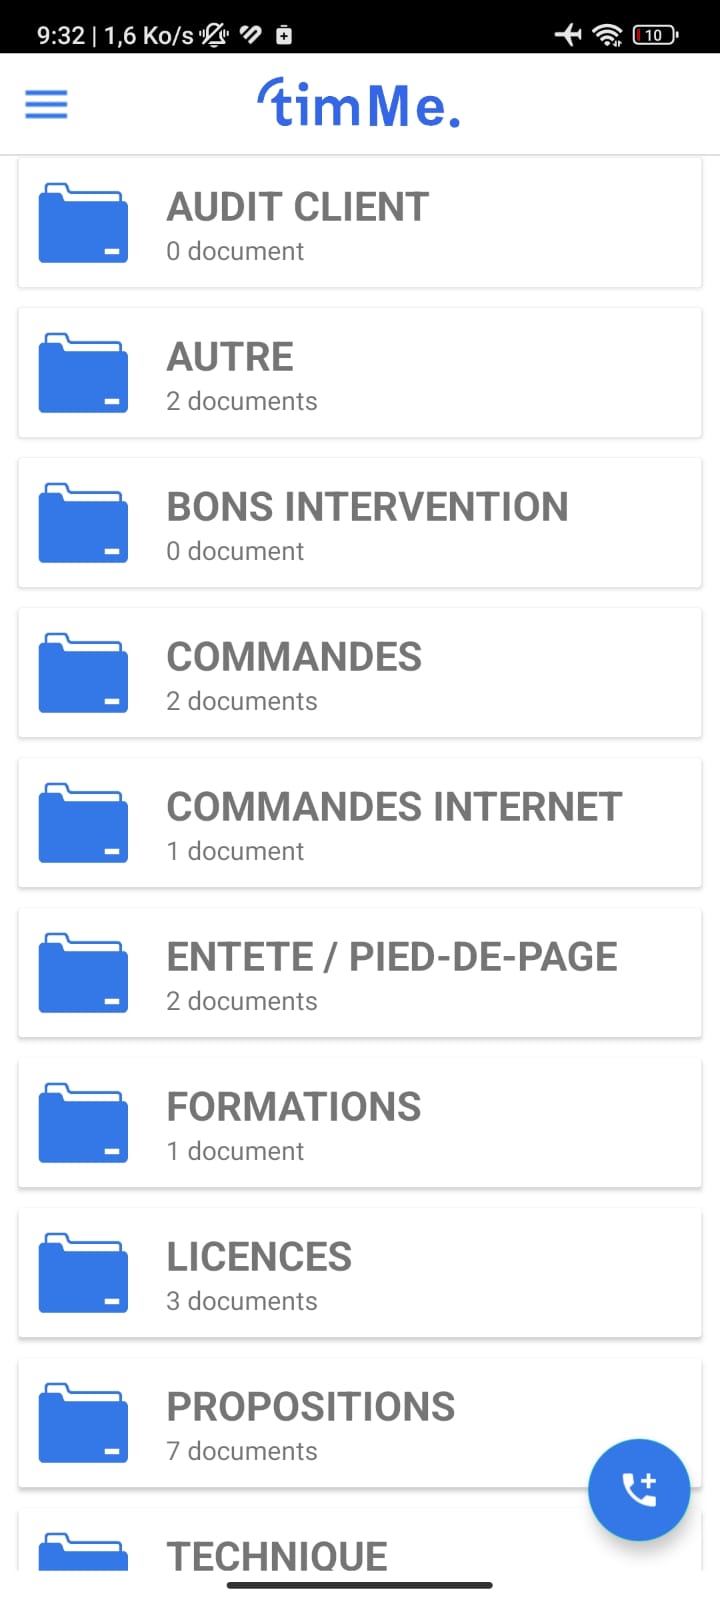 9:32 | 1,6 Ko/s
10
timMe.
AUDIT CLIENT
0 document
AUTRE
2 documents
BONS INTERVENTION
0 document
COMMANDES
2 documents
COMMANDES INTERNET
1 document
ENTETE / PIED-DE-PAGE
2 documents
FORMATIONS
1 document
LICENCES
3 documents
PROPOSITIONS
7 documents
TECHNIQUE